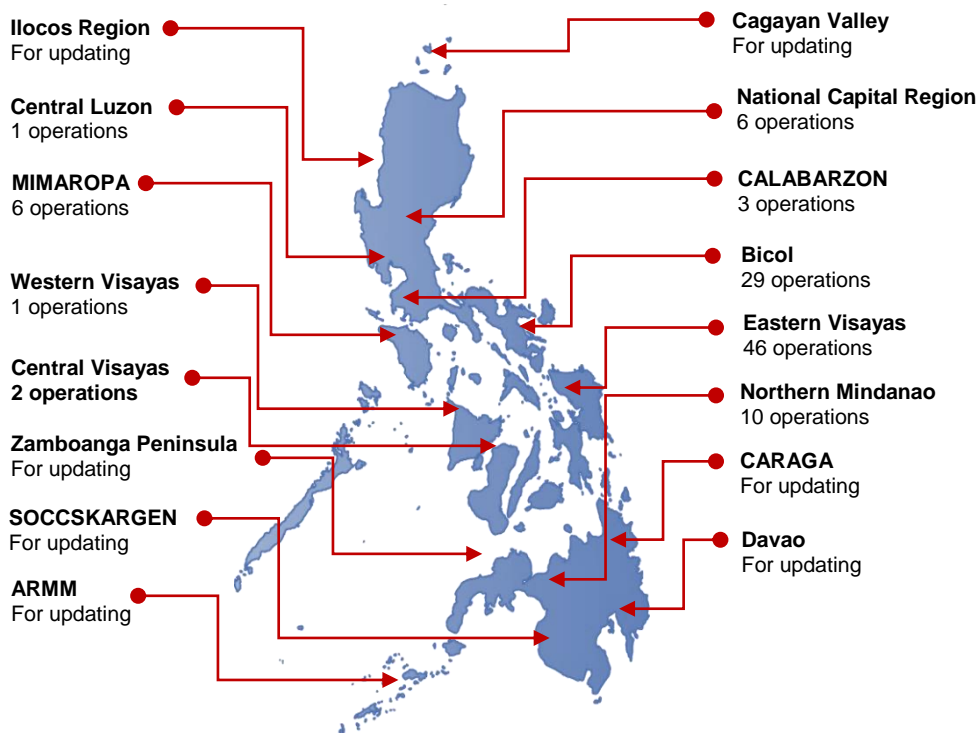 Ilocos Region
For updating
Central Luzon
1 operations
MIMAROPA
6 operations
Western Visayas
1 operations
Central Visayas
2 operations
Zamboanga Peninsula
For updating
SOCCSKARGEN
For updating
ARMM
For updating
Cagayan Valley
For updating
National Capital Region
6 operations
CALABARZON
3 operations
Bicol
29 operations
Eastern Visayas
46 operations
Northern Mindanao
10 operations
CARAGA
For updating
Davao
For updating